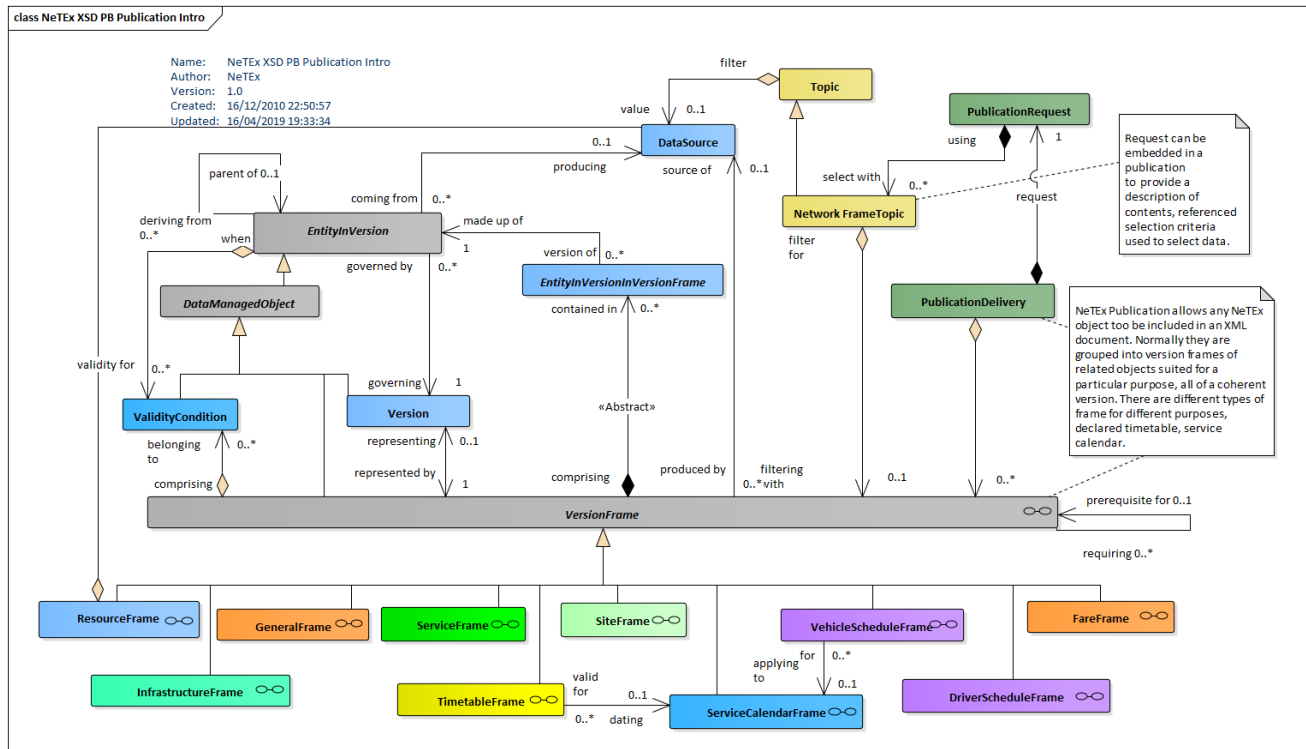 class NeTEx XSD PB Publication Intro
Name: NeTEx XSD PB Publication Intro
Author: NeTEx
Version: 1.0
Created: 16/12/2010 22:50:57
Updated: 16/04/2019 19:33:34
filter
Topic
value
0..1
PublicationRequest
using
1
Request can be
embedded in a
publication
to provide a
description of
contents, referenced
selection criteria
used to select data.
DataSource
0..1
producing
source of
0..1
parent of 0..1
coming from
0..*
select with
0..*
request
deriving from
0..*
when
EntityInVersion
made up of
1
Network FrameTopic
filter
for
governed by
0..*
version of
0..*
EntityInVersionInVersionFrame
contained in
0..*
DataManagedObject
PublicationDelivery
NeTEx Publication allows any NeTEx
object too be included in an XML
document. Normally they are
grouped into version frames of
related objects suited for a
particular purpose, all of a coherent
version. There are different types of
frame for different purposes,
declared timetable, service
calendar.
validity for
0..*
governing
1
ValidityCondition
Version
«Abstract»
belonging
to
0..*
representing
0..1
comprising
represented by
1
comprising
produced by
0..*
filtering
with
0..1
0..*
prerequisite for 0..1
VersionFrame
requiring 0..*
ResourceFrame
GeneralFrame
ServiceFrame
SiteFrame
VehicleScheduleFrame
FareFrame
for
0..*
applying
to
0..1
InfrastructureFrame
TimetableFrame
valid
for
0..*
0..1
dating
ServiceCalendarFrame
DriverScheduleFrame